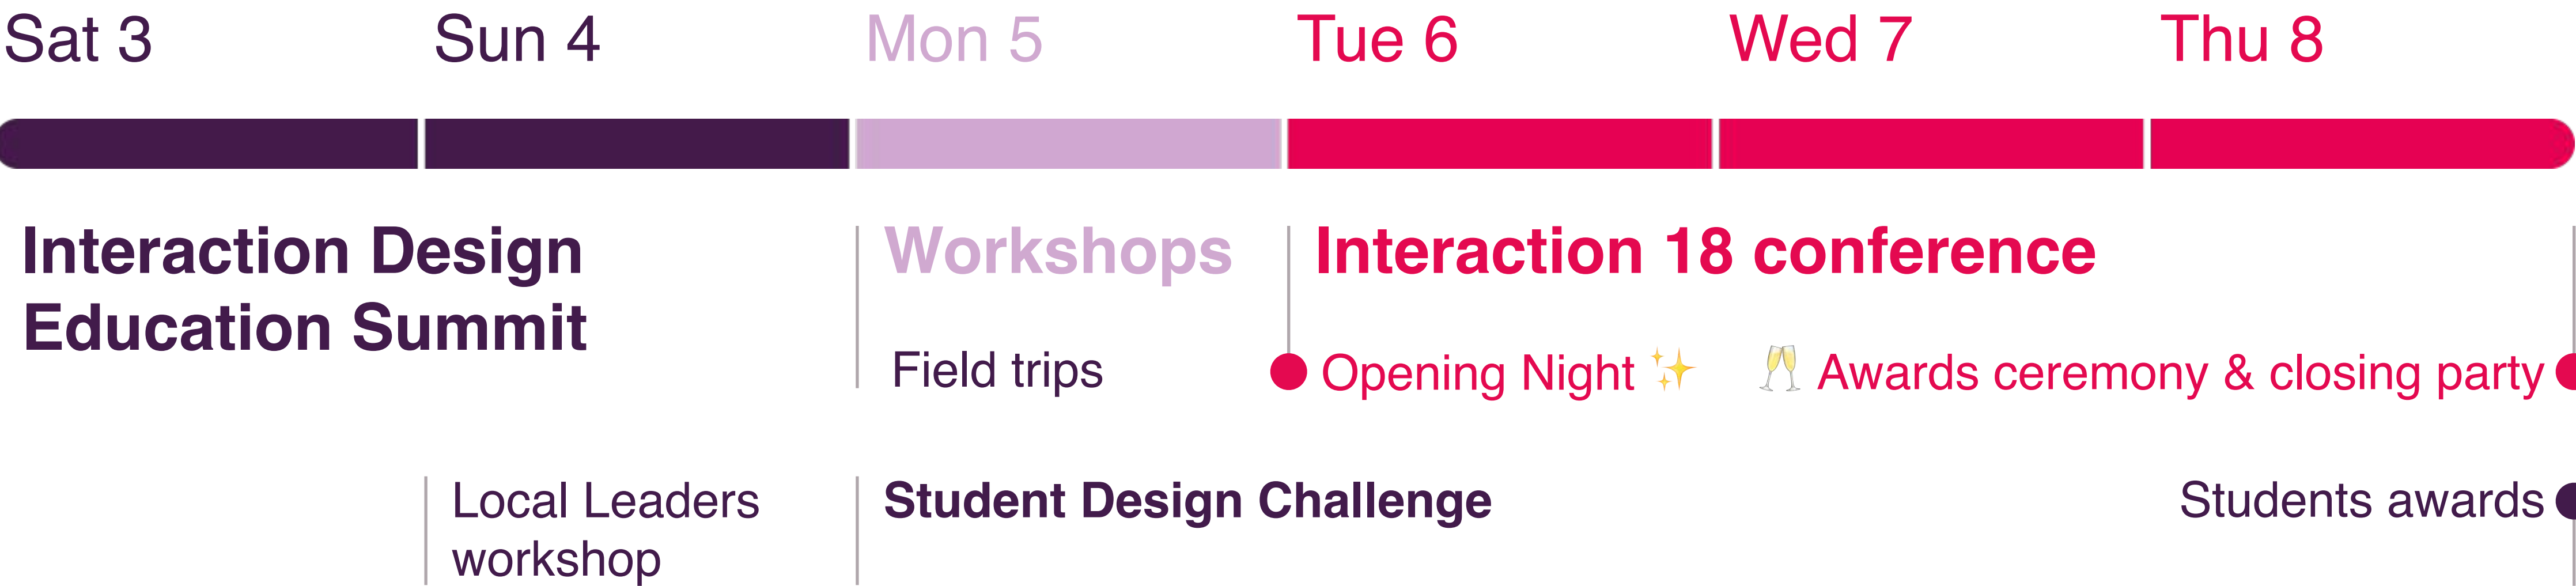 Sat 3 Sun 4 Mon 5 Tue 6 Wed 7 Thu 8
Interaction Design
Education Summit
Workshops
Field trips
Interaction 18 conference
Opening Night ✨ 🥂 Awards ceremony & closing party
Local Leaders
workshop
Student Design Challenge
Students awards